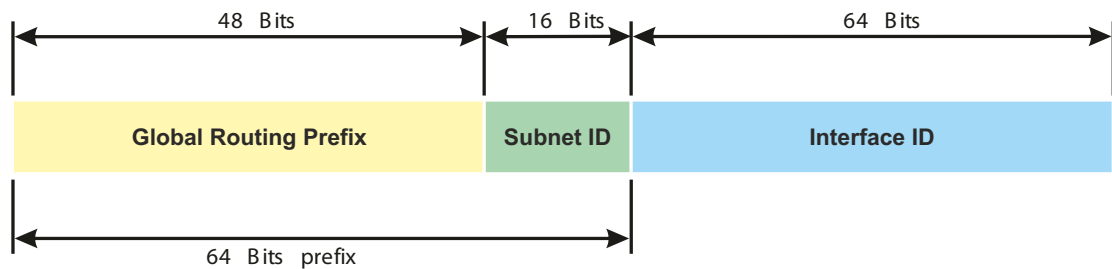 48 Bits
16 Bits
64 Bits
Global Routing Prefix
Subnet ID
Interface ID
64 Bits prefix